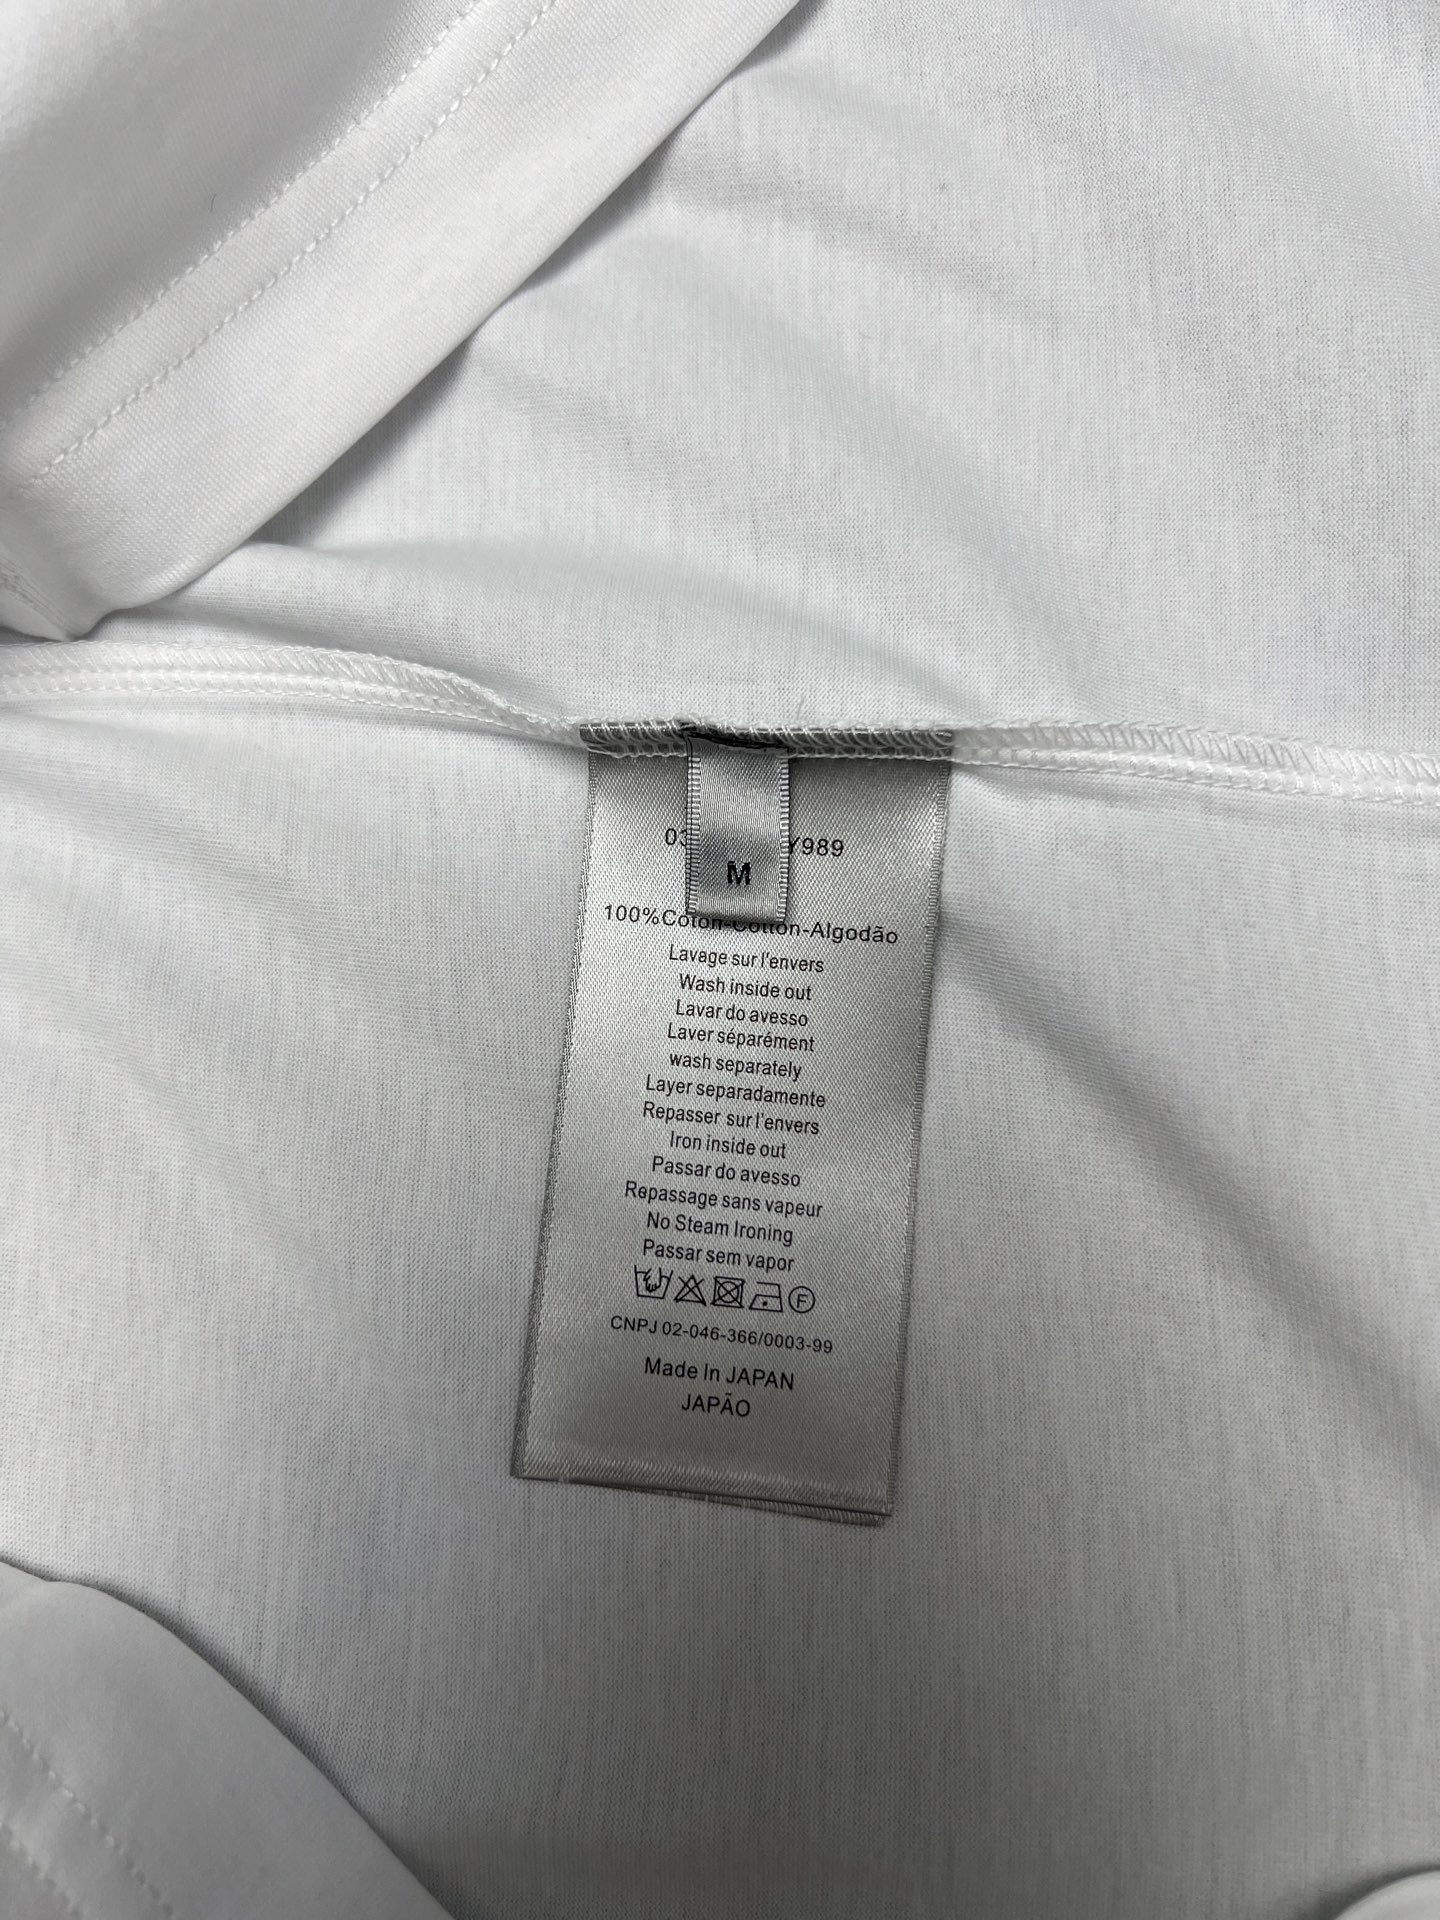 Y989
M
100%Coton-Cotton-Algodão
Lavage sur l'envers
Wash inside out
Lavar do avesso
Laver séparément
wash separately
Layer separadamente
Repasser sur l'envers
Iron inside out
Passar do avesso
Repassage sans vapeur
No Steam Ironing
Passar sem vapor
F
CNPJ 02-046-366/0003-99
Made In JAPAN
JAPÃO